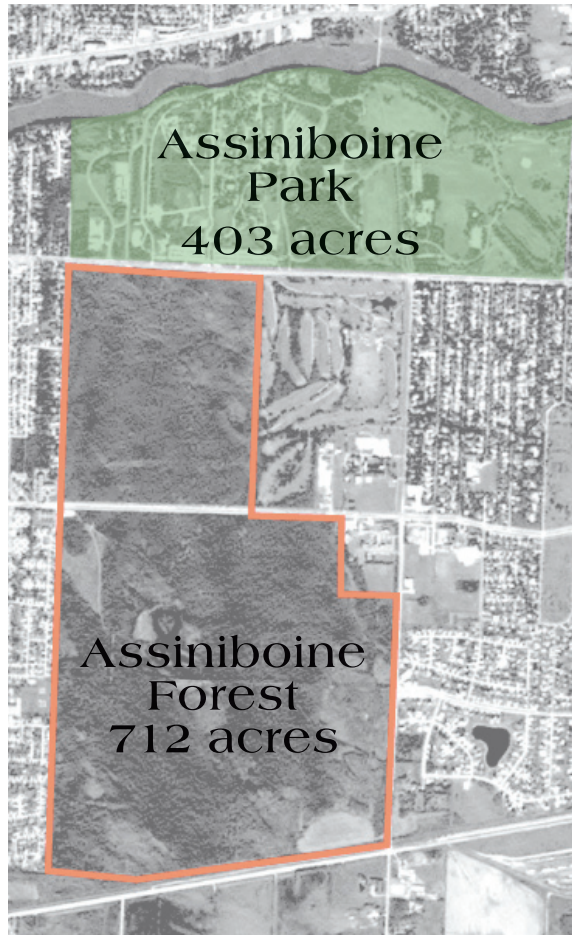 Assiniboine
Park
403 acres
Assiniboine
Forest
712 acres